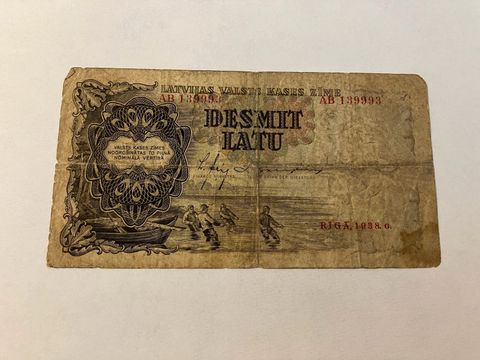 LATVIJAS VALSTS KASES ZĪME
AB 139993 AB 139993
DESMIT
LATU
VALSTS KASES ZĪMES
NODROŠINĀTAS TO PILNĀ
NOMINĀLĀ VĒRTĪBĀ
RĪGĀ, 1938. G.